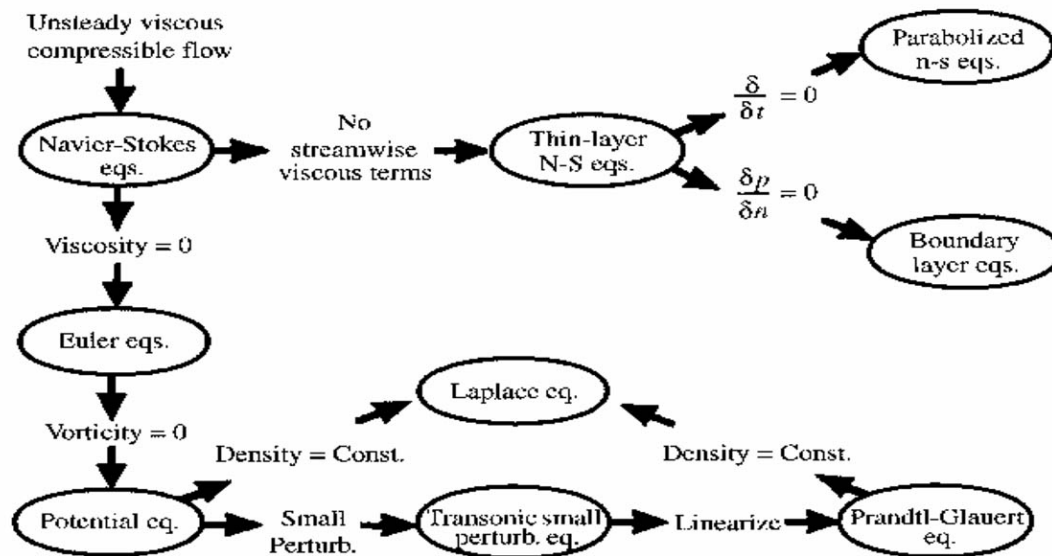 Unsteady viscous
compressible flow
Navier-Stokes
eqs.
No
streamwise
viscous terms
Thin-layer
N-S eqs.
δ
δt
= 0
Parabolized
n-s eqs.
δp
δn
= 0
Boundary
layer eqs.
Viscosity = 0
Euler eqs.
Vorticity = 0
Laplace eq.
Density = Const.
Density = Const.
Potential eq.
Small
Perturb.
Transonic small
perturb. eq.
Linearize
Prandtl-Glauert
eq.